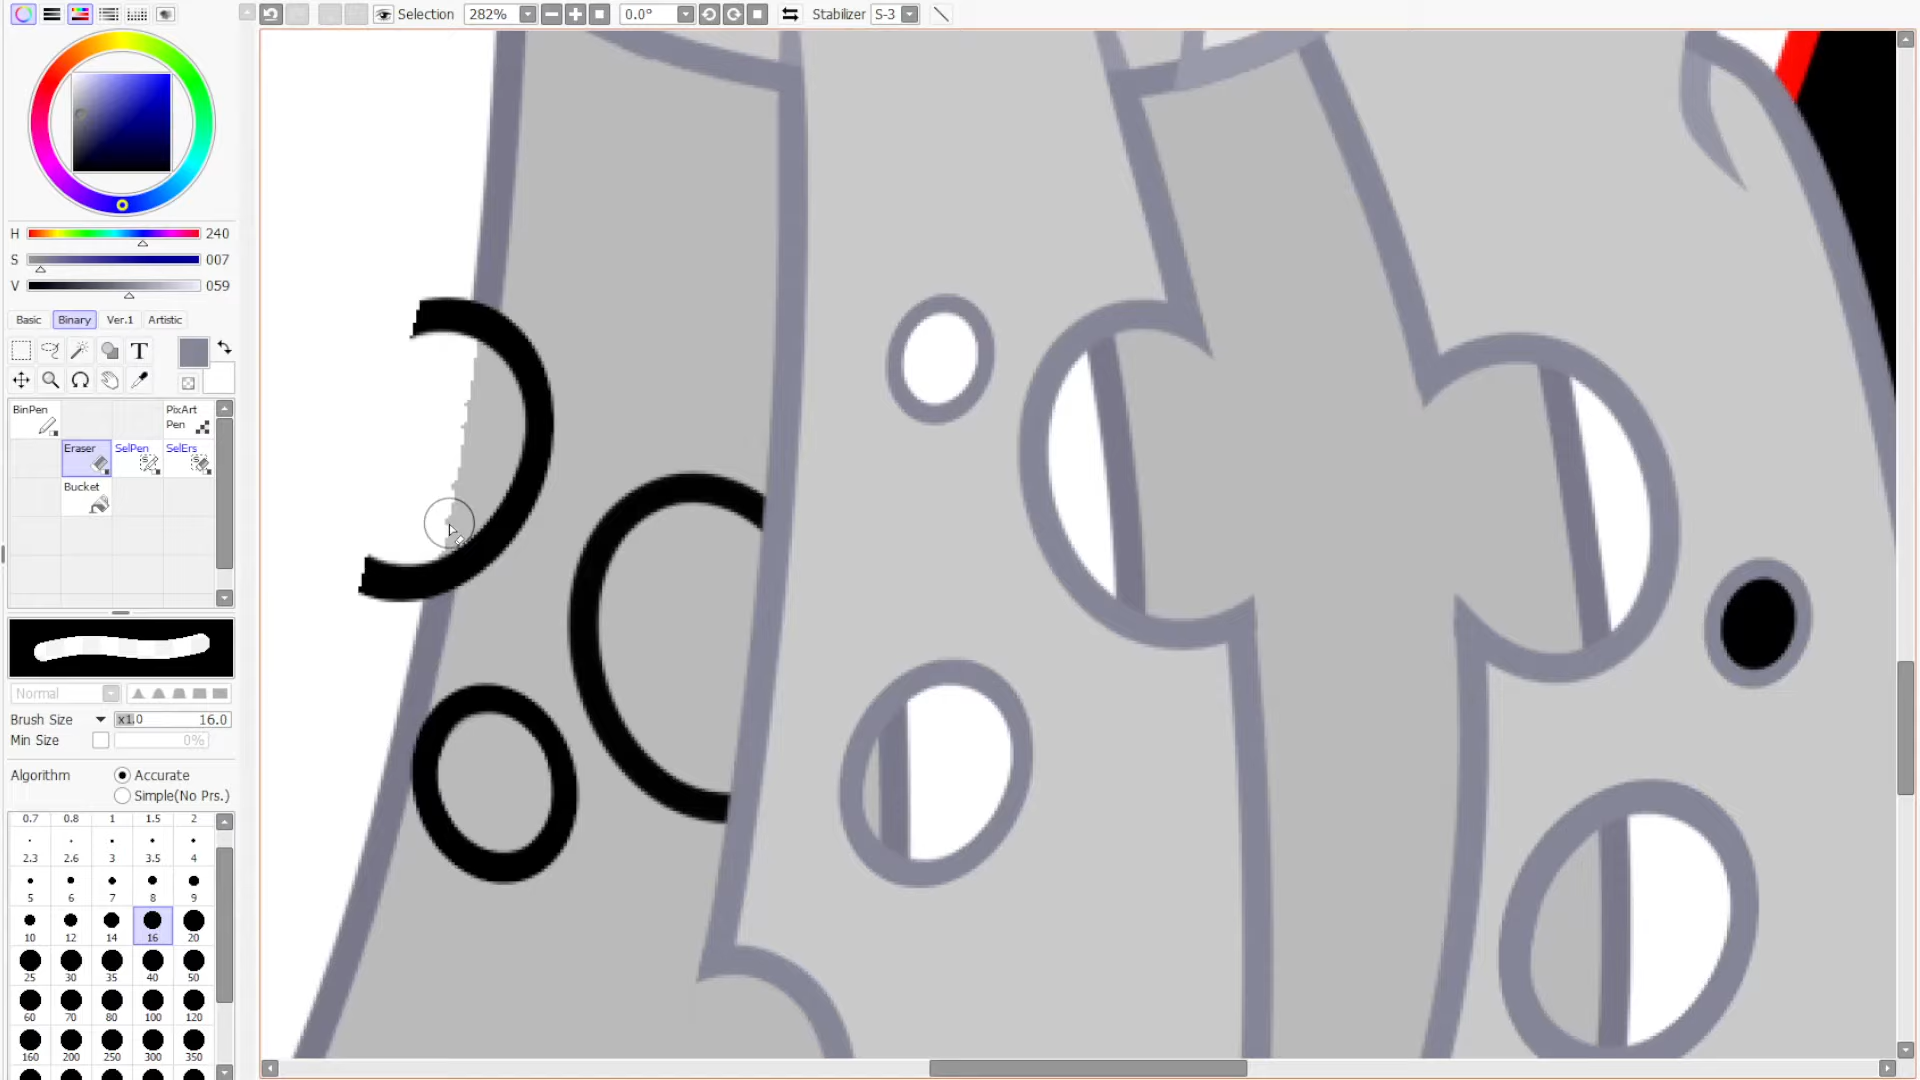 Selection 282% 0.0° Stabilizer S-3
H 240
S 007
V 059
Basic Binary Ver.1 Artistic
T
BinPen PixArt Pen
Eraser SelPen SelErs
Bucket
Normal
Brush Size x1.0 16.0
Min Size 0%
Algorithm Accurate
Simple(No Prs.)
0.7 0.8 1 1.5 2
2.3 2.6 3 3.5 4
5 6 7 8 9
10 12 14 16 20
25 30 35 40 50
60 70 80 100 120
160 200 250 300 350